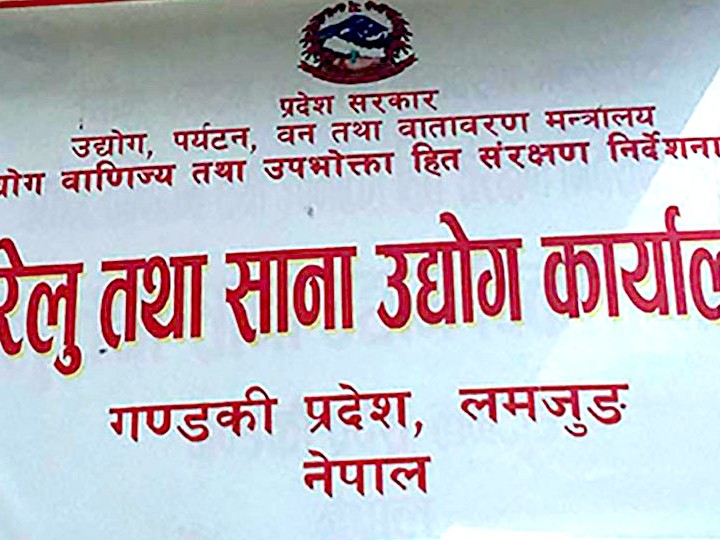 प्रदेश सरकार
उद्योग, पर्यटन, वन तथा वातावरण मन्त्रालय
द्योग वाणिज्य तथा उपभोक्ता हित संरक्षण निर्देशना
रेलु तथा साना उद्योग कार्याल
गण्डकी प्रदेश, लमजुङ
नेपाल